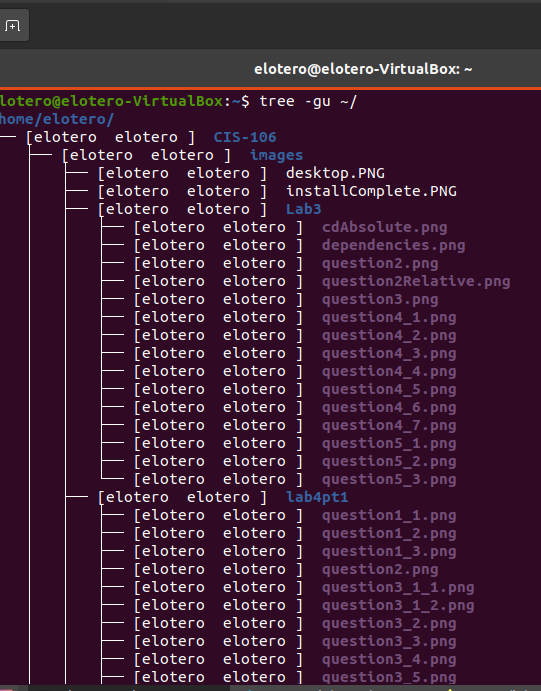 elotero@elotero-VirtualBox: ~
lotero@elotero-VirtualBox:~$ tree -gu ~/
home/elotero/
── [elotero  elotero ]  CIS-106
├── [elotero  elotero ]  images
├── [elotero  elotero ]  desktop.PNG
├── [elotero  elotero ]  installComplete.PNG
├── [elotero  elotero ]  Lab3
├── [elotero  elotero ]  cdAbsolute.png
├── [elotero  elotero ]  dependencies.png
├── [elotero  elotero ]  question2.png
├── [elotero  elotero ]  question2Relative.png
├── [elotero  elotero ]  question3.png
├── [elotero  elotero ]  question4_1.png
├── [elotero  elotero ]  question4_2.png
├── [elotero  elotero ]  question4_3.png
├── [elotero  elotero ]  question4_4.png
├── [elotero  elotero ]  question4_5.png
├── [elotero  elotero ]  question4_6.png
├── [elotero  elotero ]  question4_7.png
├── [elotero  elotero ]  question5_1.png
├── [elotero  elotero ]  question5_2.png
└── [elotero  elotero ]  question5_3.png
├── [elotero  elotero ]  lab4pt1
├── [elotero  elotero ]  question1_1.png
├── [elotero  elotero ]  question1_2.png
├── [elotero  elotero ]  question1_3.png
├── [elotero  elotero ]  question2.png
├── [elotero  elotero ]  question3_1_1.png
├── [elotero  elotero ]  question3_1_2.png
├── [elotero  elotero ]  question3_2.png
├── [elotero  elotero ]  question3_3.png
├── [elotero  elotero ]  question3_4.png
├── [elotero  elotero ]  question3_5.png